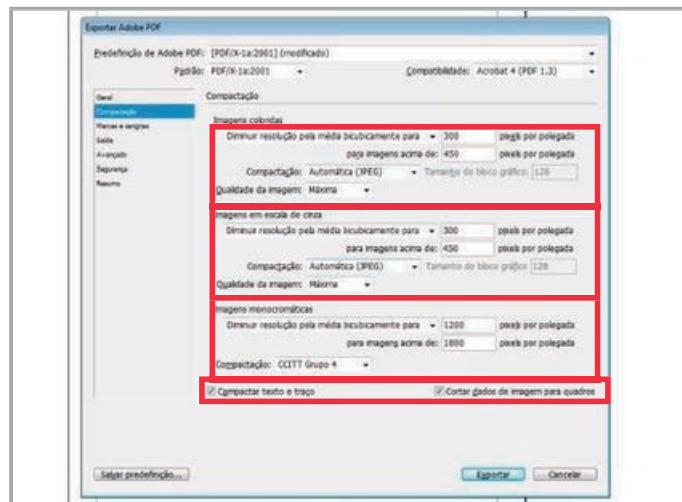 Exportar Adobe PDF
Predefinição de Adobe PDF: [PDF/X-1a:2001] (modificado)
Padrão: PDF/X-1a:2001 Compatibilidade: Acrobat 4 (PDF 1.3)
Geral
Compactação
Marcas e sangrias
Saída
Avançado
Segurança
Resumo
Compactação
Imagens coloridas
Diminuir resolução pela média bicubicamente para 300 pixels por polegada
para imagens acima de: 450 pixels por polegada
Compactação: Automática (JPEG) Tamanho do bloco gráfico: 128
Qualidade da imagem: Máxima
Imagens em escala de cinza
Diminuir resolução pela média bicubicamente para 300 pixels por polegada
para imagens acima de: 450 pixels por polegada
Compactação: Automática (JPEG) Tamanho do bloco gráfico: 128
Qualidade da imagem: Máxima
Imagens monocromáticas
Diminuir resolução pela média bicubicamente para 1200 pixels por polegada
para imagens acima de: 1800 pixels por polegada
Compactação: CCITT Grupo 4
Compactar texto e traço Cortar dados de imagem para quadros
Salvar predefinição... Exportar Cancelar